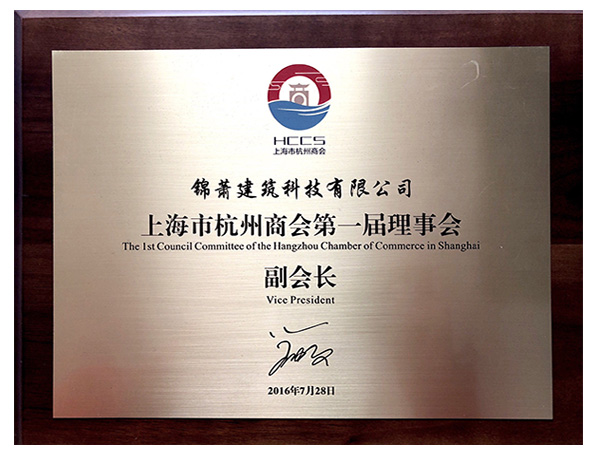 商
HCCS
上海市杭州商会
锦萧建筑科技有限公司
上海市杭州商会第一届理事会
The 1st Council Committee of the Hangzhou Chamber of Commerce in Shanghai
副会长
Vice President
2016年7月28日